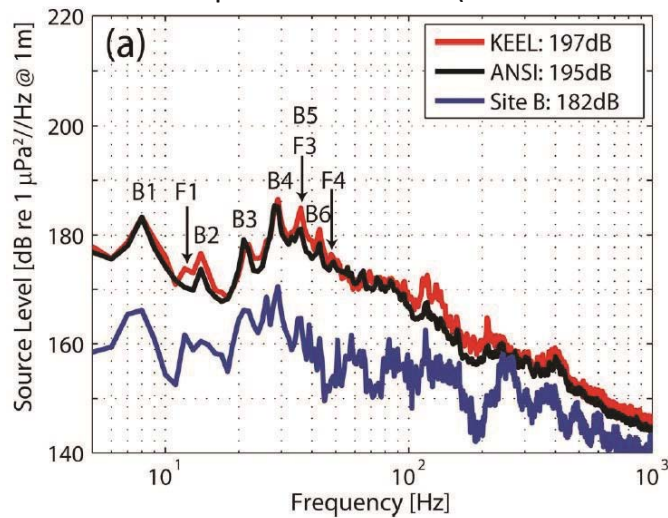 (a)
KEEL: 197dB
ANSI: 195dB
Site B: 182dB
220
200
180
160
140
B1
F1
B2
B3
B4
B5
F3
B6
F4
Source Level [dB re 1 µPa²//Hz @ 1m]
10¹
10²
10³
Frequency [Hz]